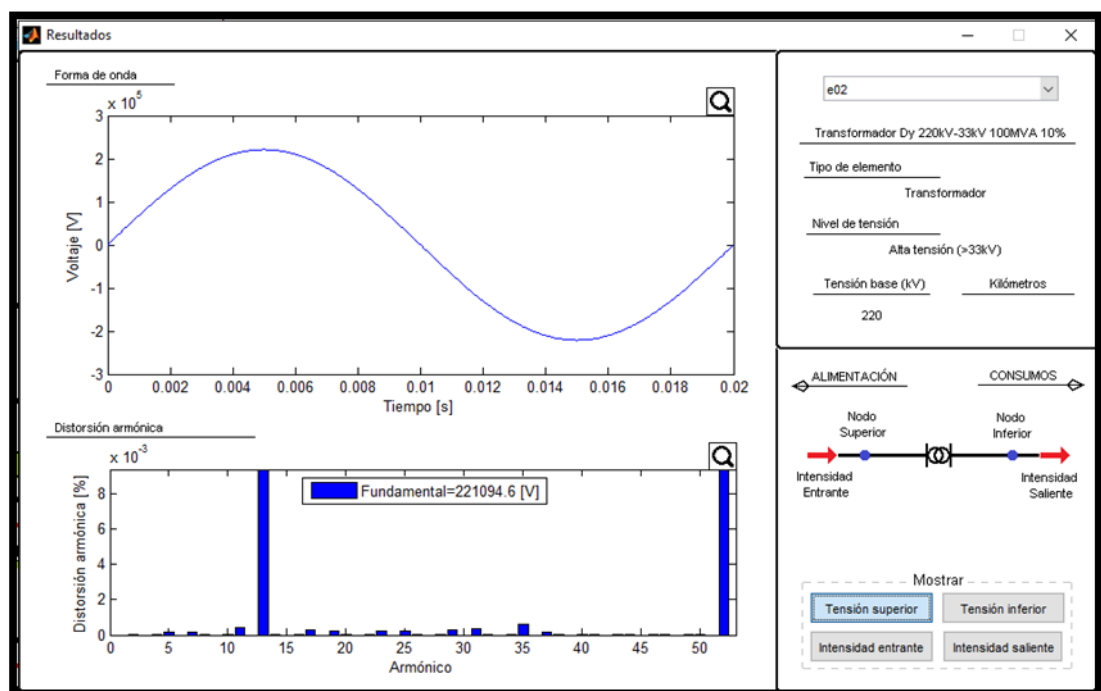 Resultados
Forma de onda
x 10^5
3
2
1
0
-1
-2
-3
Voltaje [V]
0 0.002 0.004 0.006 0.008 0.01 0.012 0.014 0.016 0.018 0.02
Tiempo [s]
Distorsión armónica
x 10^-3
8
6
4
2
0
Distorsión armónica [%]
Fundamental=221094.6 [V]
0 5 10 15 20 25 30 35 40 45 50
Armónico
e02
Transformador Dy 220kV-33kV 100MVA 10%
Tipo de elemento
Transformador
Nivel de tensión
Alta tensión (>33kV)
Tensión base (kV) Kilómetros
220
ALIMENTACIÓN CONSUMOS
Nodo
Superior
Nodo
Inferior
Intensidad
Entrante
Intensidad
Saliente
Mostrar
Tensión superior Tensión inferior
Intensidad entrante Intensidad saliente